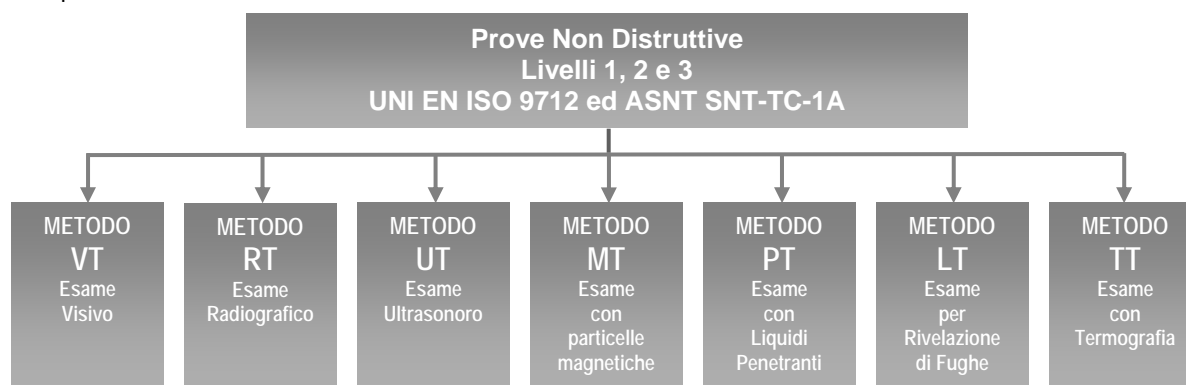 Prove Non Distruttive
Livelli 1, 2 e 3
UNI EN ISO 9712 ed ASNT SNT-TC-1A
METODO
VT
Esame
Visivo
METODO
RT
Esame
Radiografico
METODO
UT
Esame
Ultrasonoro
METODO
MT
Esame
con
particelle
magnetiche
METODO
PT
Esame
con
Liquidi
Penetranti
METODO
LT
Esame
per
Rivelazione
di Fughe
METODO
TT
Esame
con
Termografia